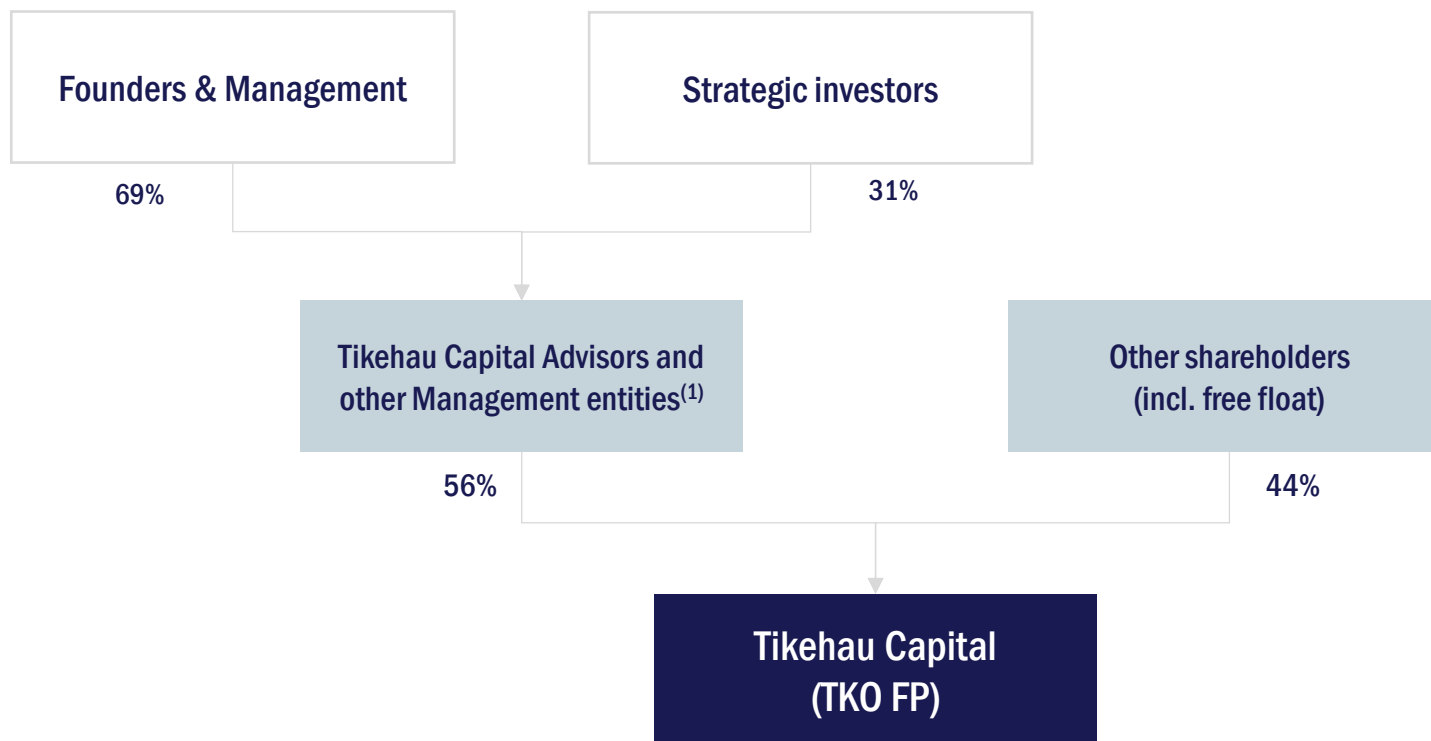 Founders & Management
Strategic investors
69%
31%
Tikehau Capital Advisors and
other Management entities(1)
Other shareholders
(incl. free float)
56%
44%
Tikehau Capital
(TKO FP)